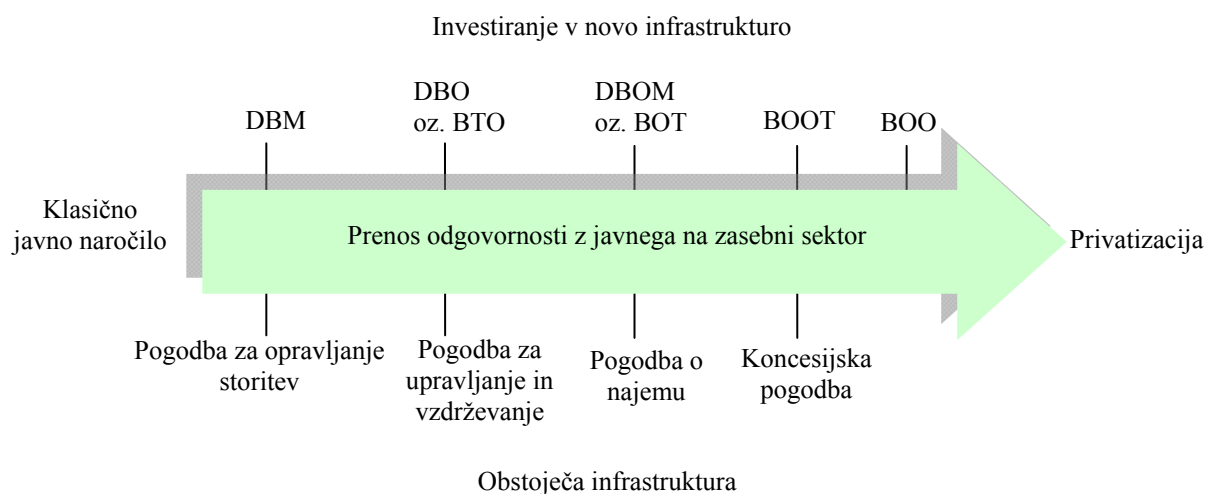 Investiranje v novo infrastrukturo
DBM
DBO
oz. BTO
DBOM
oz. BOT
BOOT
BOO
Klasično
javno naročilo
Prenos odgovornosti z javnega na zasebni sektor
Privatizacija
Pogodba za opravljanje
storitev
Pogodba za
upravljanje in
vzdrževanje
Pogodba o
najemu
Koncesijska
pogodba
Obstoječa infrastruktura